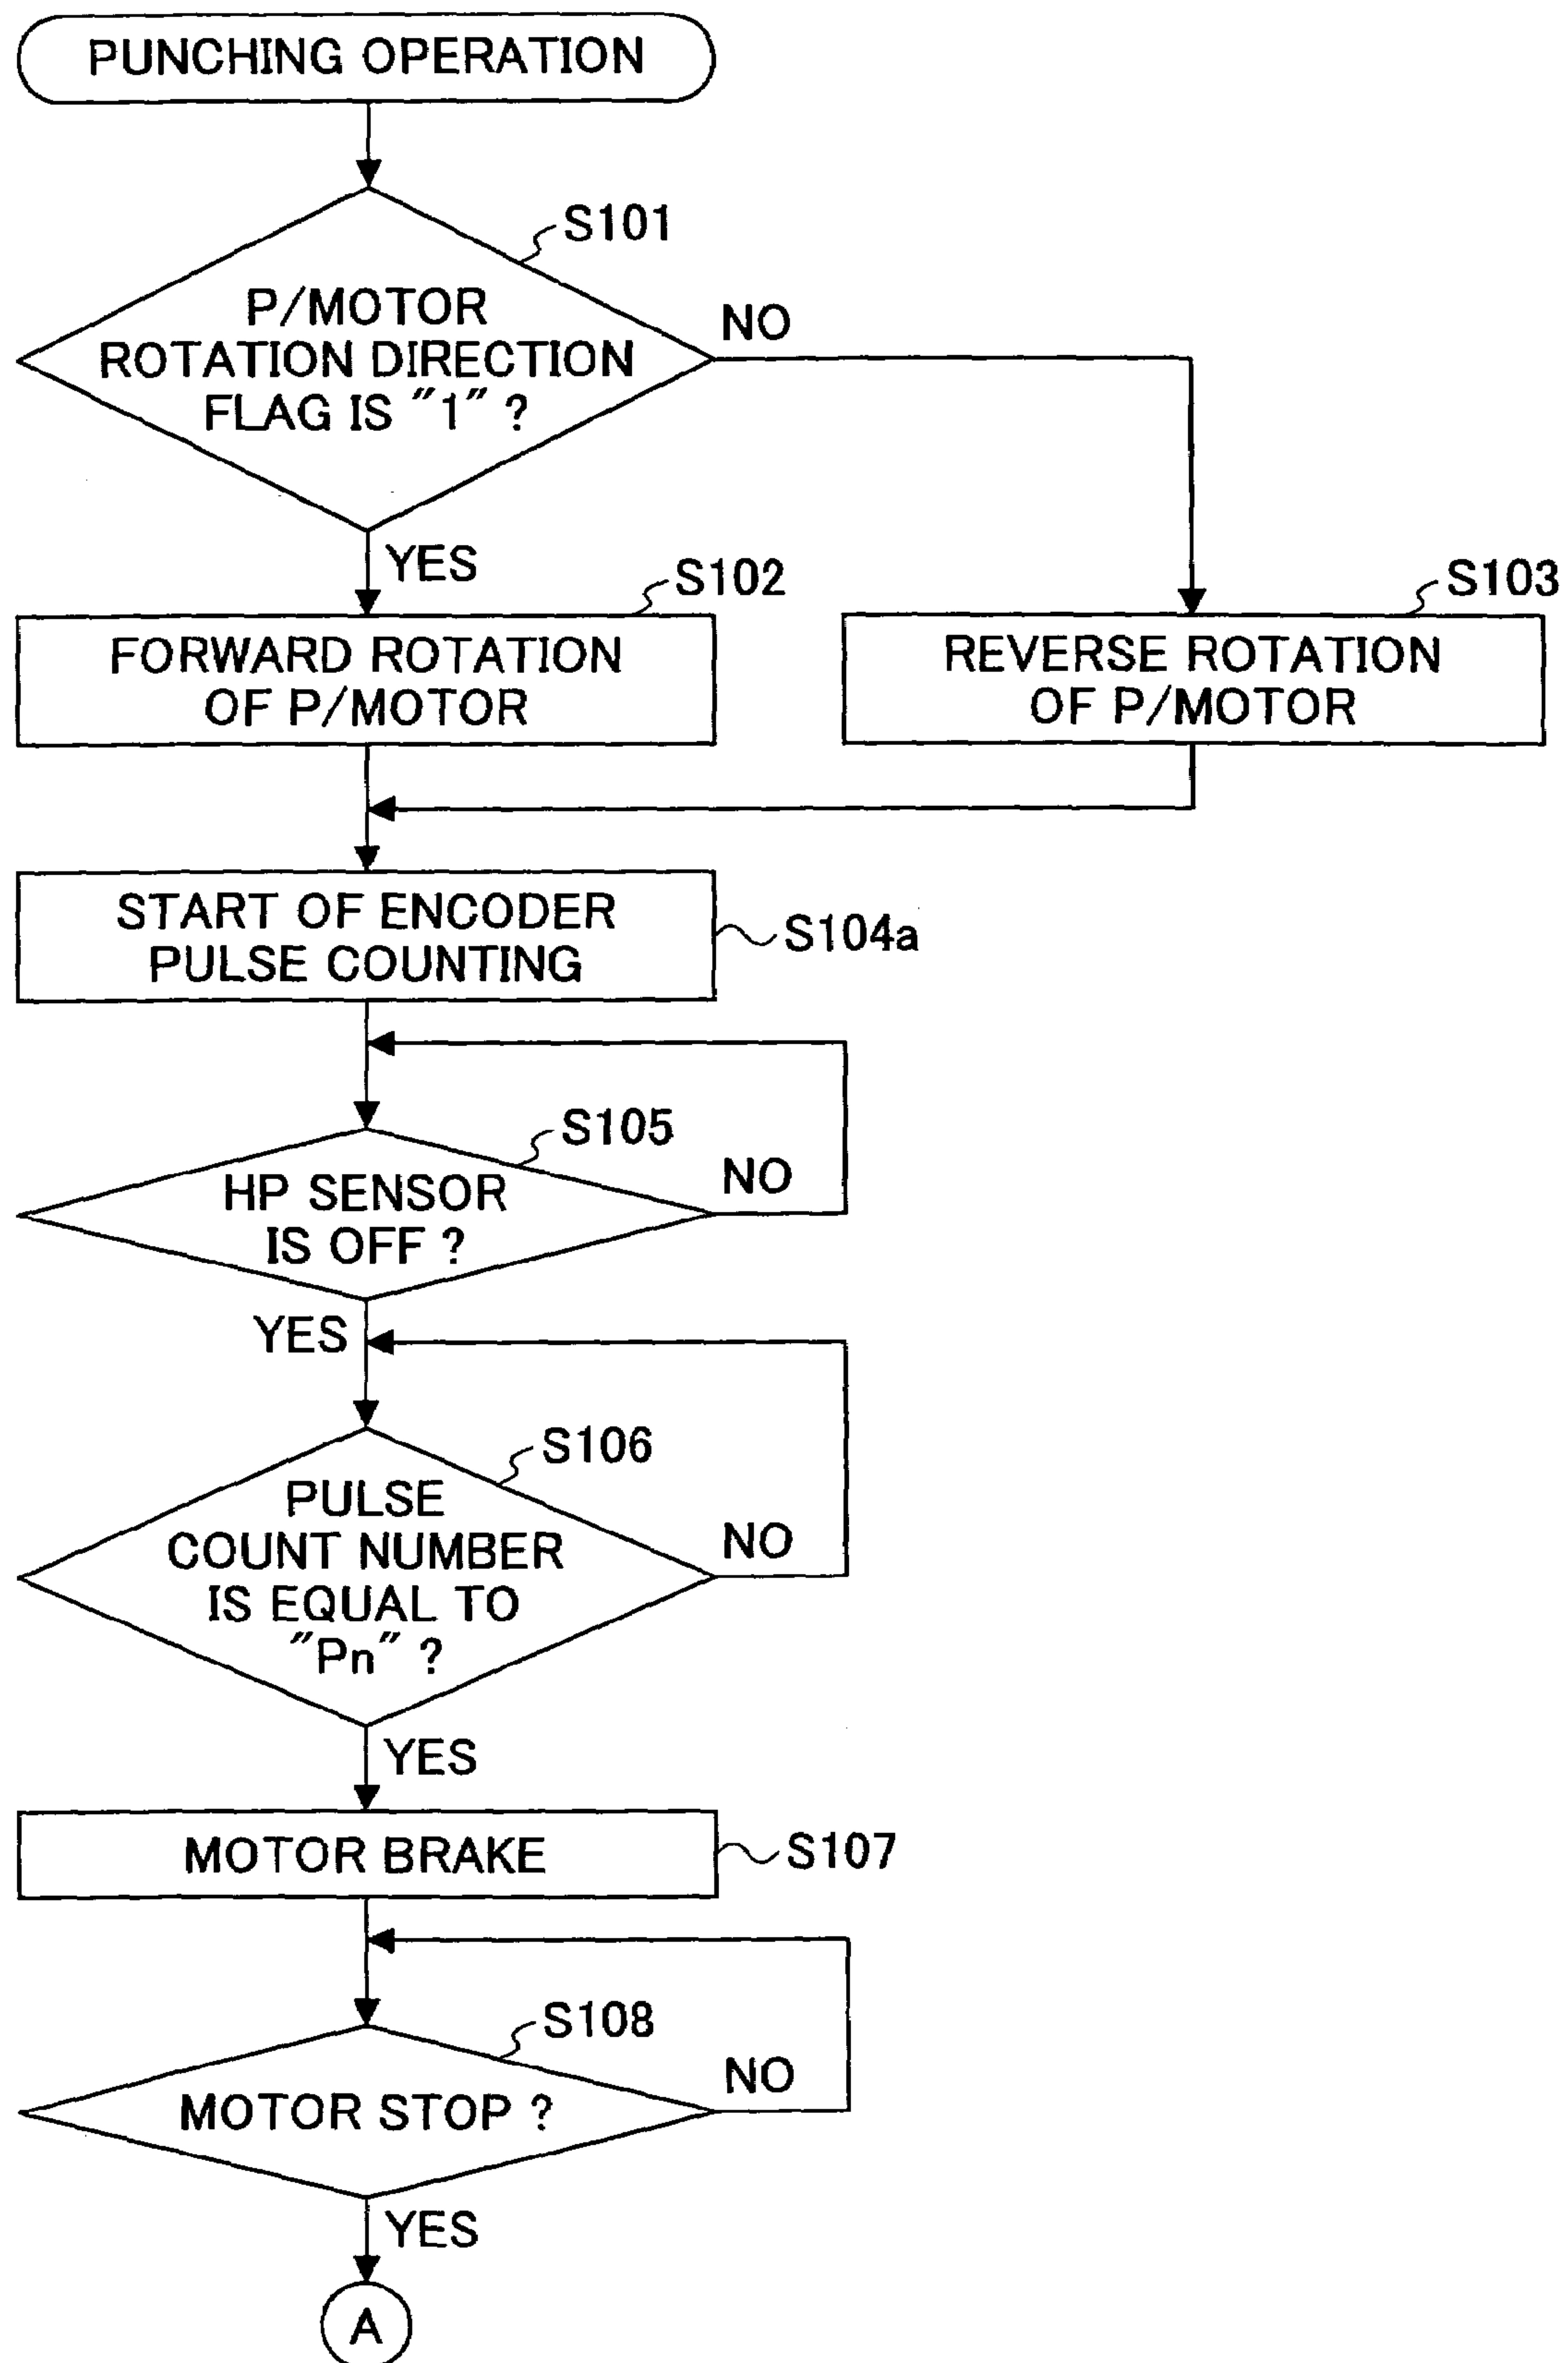 PUNCHING OPERATION
S101
P/MOTOR
ROTATION DIRECTION
FLAG IS "1" ?
NO
YES
S102
FORWARD ROTATION
OF P/MOTOR
S103
REVERSE ROTATION
OF P/MOTOR
START OF ENCODER
PULSE COUNTING
S104a
S105
HP SENSOR
IS OFF ?
NO
YES
S106
PULSE
COUNT NUMBER
IS EQUAL TO
"Pn" ?
NO
YES
MOTOR BRAKE
S107
S108
MOTOR STOP ?
NO
YES
A